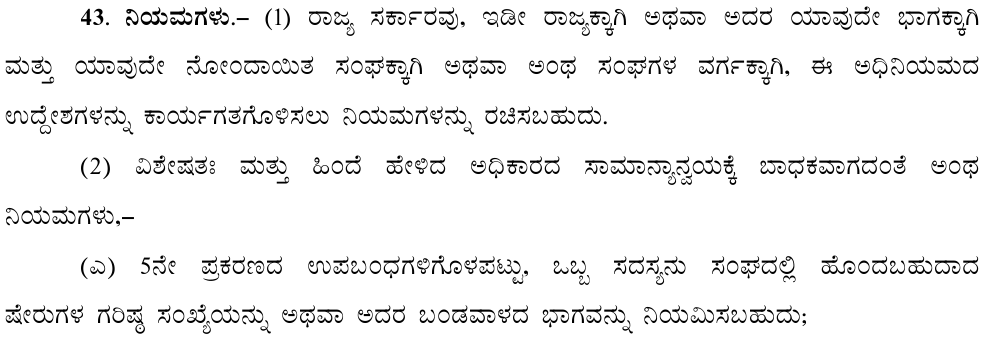 43. ನಿಯಮಗಳು.– (1) ರಾಜ್ಯ ಸರ್ಕಾರವು, ಇಡೀ ರಾಜ್ಯಕ್ಕಾಗಿ ಅಥವಾ ಅದರ ಯಾವುದೇ ಭಾಗಕ್ಕಾಗಿ
ಮತ್ತು ಯಾವುದೇ ನೋಂದಾಯಿತ ಸಂಘಕ್ಕಾಗಿ ಅಥವಾ ಅಂಥ ಸಂಘಗಳ ವರ್ಗಕ್ಕಾಗಿ, ಈ ಅಧಿನಿಯಮದ
ಉದ್ದೇಶಗಳನ್ನು ಕಾರ್ಯಗತಗೊಳಿಸಲು ನಿಯಮಗಳನ್ನು ರಚಿಸಬಹುದು.
(2) ವಿಶೇಷತಃ ಮತ್ತು ಹಿಂದೆ ಹೇಳಿದ ಅಧಿಕಾರದ ಸಾಮಾನ್ಯಾನ್ವಯಕ್ಕೆ ಬಾಧಕವಾಗದಂತೆ ಅಂಥ
ನಿಯಮಗಳು,–
(ಎ) 5ನೇ ಪ್ರಕರಣದ ಉಪಬಂಧಗಳಿಗೊಳಪಟ್ಟು, ಒಬ್ಬ ಸದಸ್ಯನು ಸಂಘದಲ್ಲಿ ಹೊಂದಬಹುದಾದ
ಷೇರುಗಳ ಗರಿಷ್ಠ ಸಂಖ್ಯೆಯನ್ನು ಅಥವಾ ಅದರ ಬಂಡವಾಳದ ಭಾಗವನ್ನು ನಿಯಮಿಸಬಹುದು;